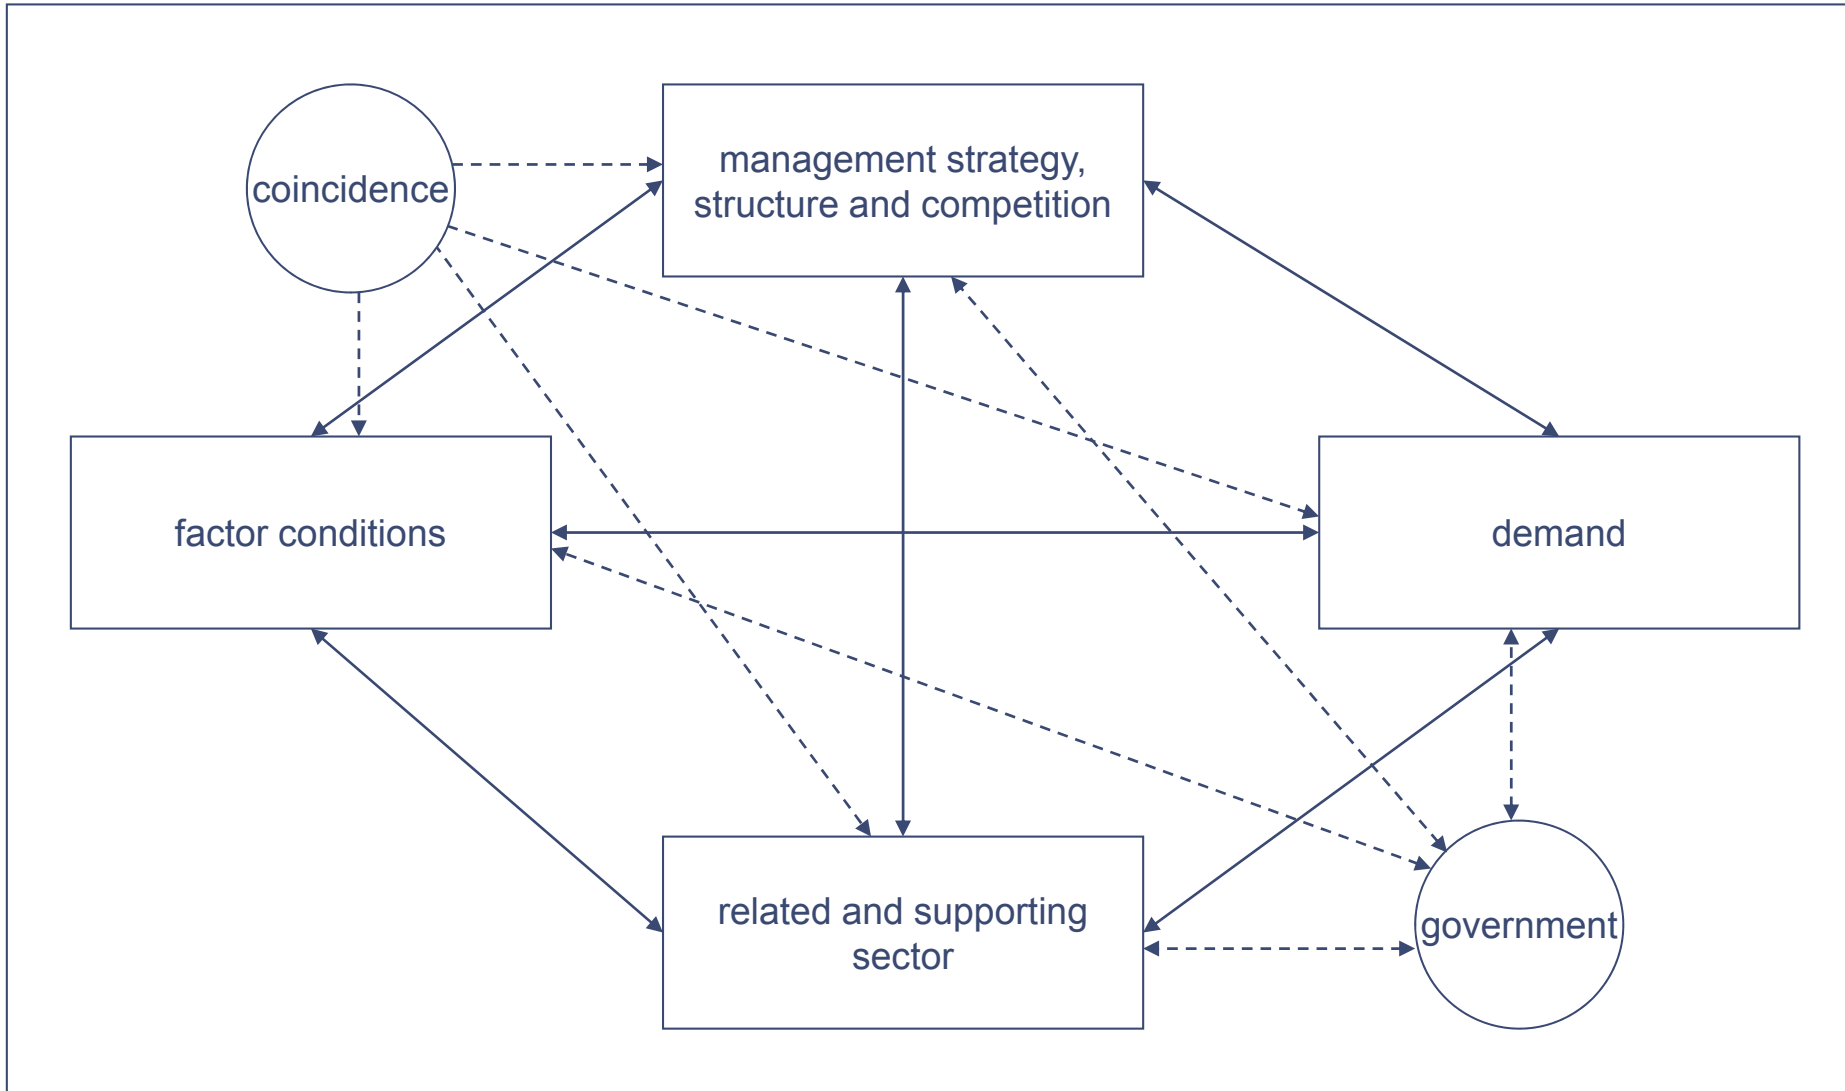 coincidence
management strategy,
structure and competition
factor conditions
demand
related and supporting
sector
government